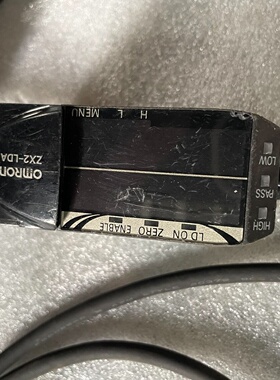 omron
ZX2-LDA
MENU L H
LOW
PASS
HIGH
ENABLE ZERO LD ON